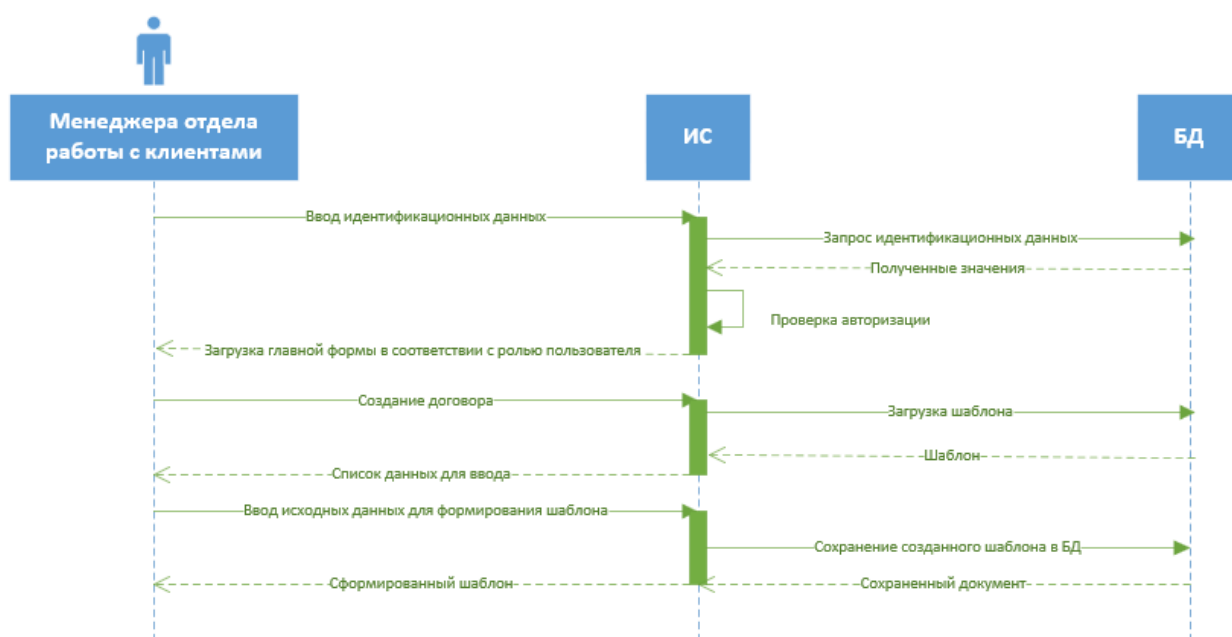 Менеджера отдела
работы с клиентами
ИС
БД
Ввод идентификационных данных
Запрос идентификационных данных
Полученные значения
Проверка авторизации
Загрузка главной формы в соответствии с ролью пользователя
Создание договора
Загрузка шаблона
Шаблон
Список данных для ввода
Ввод исходных данных для формирования шаблона
Сохранение созданного шаблона в БД
Сформированный шаблон
Сохраненный документ